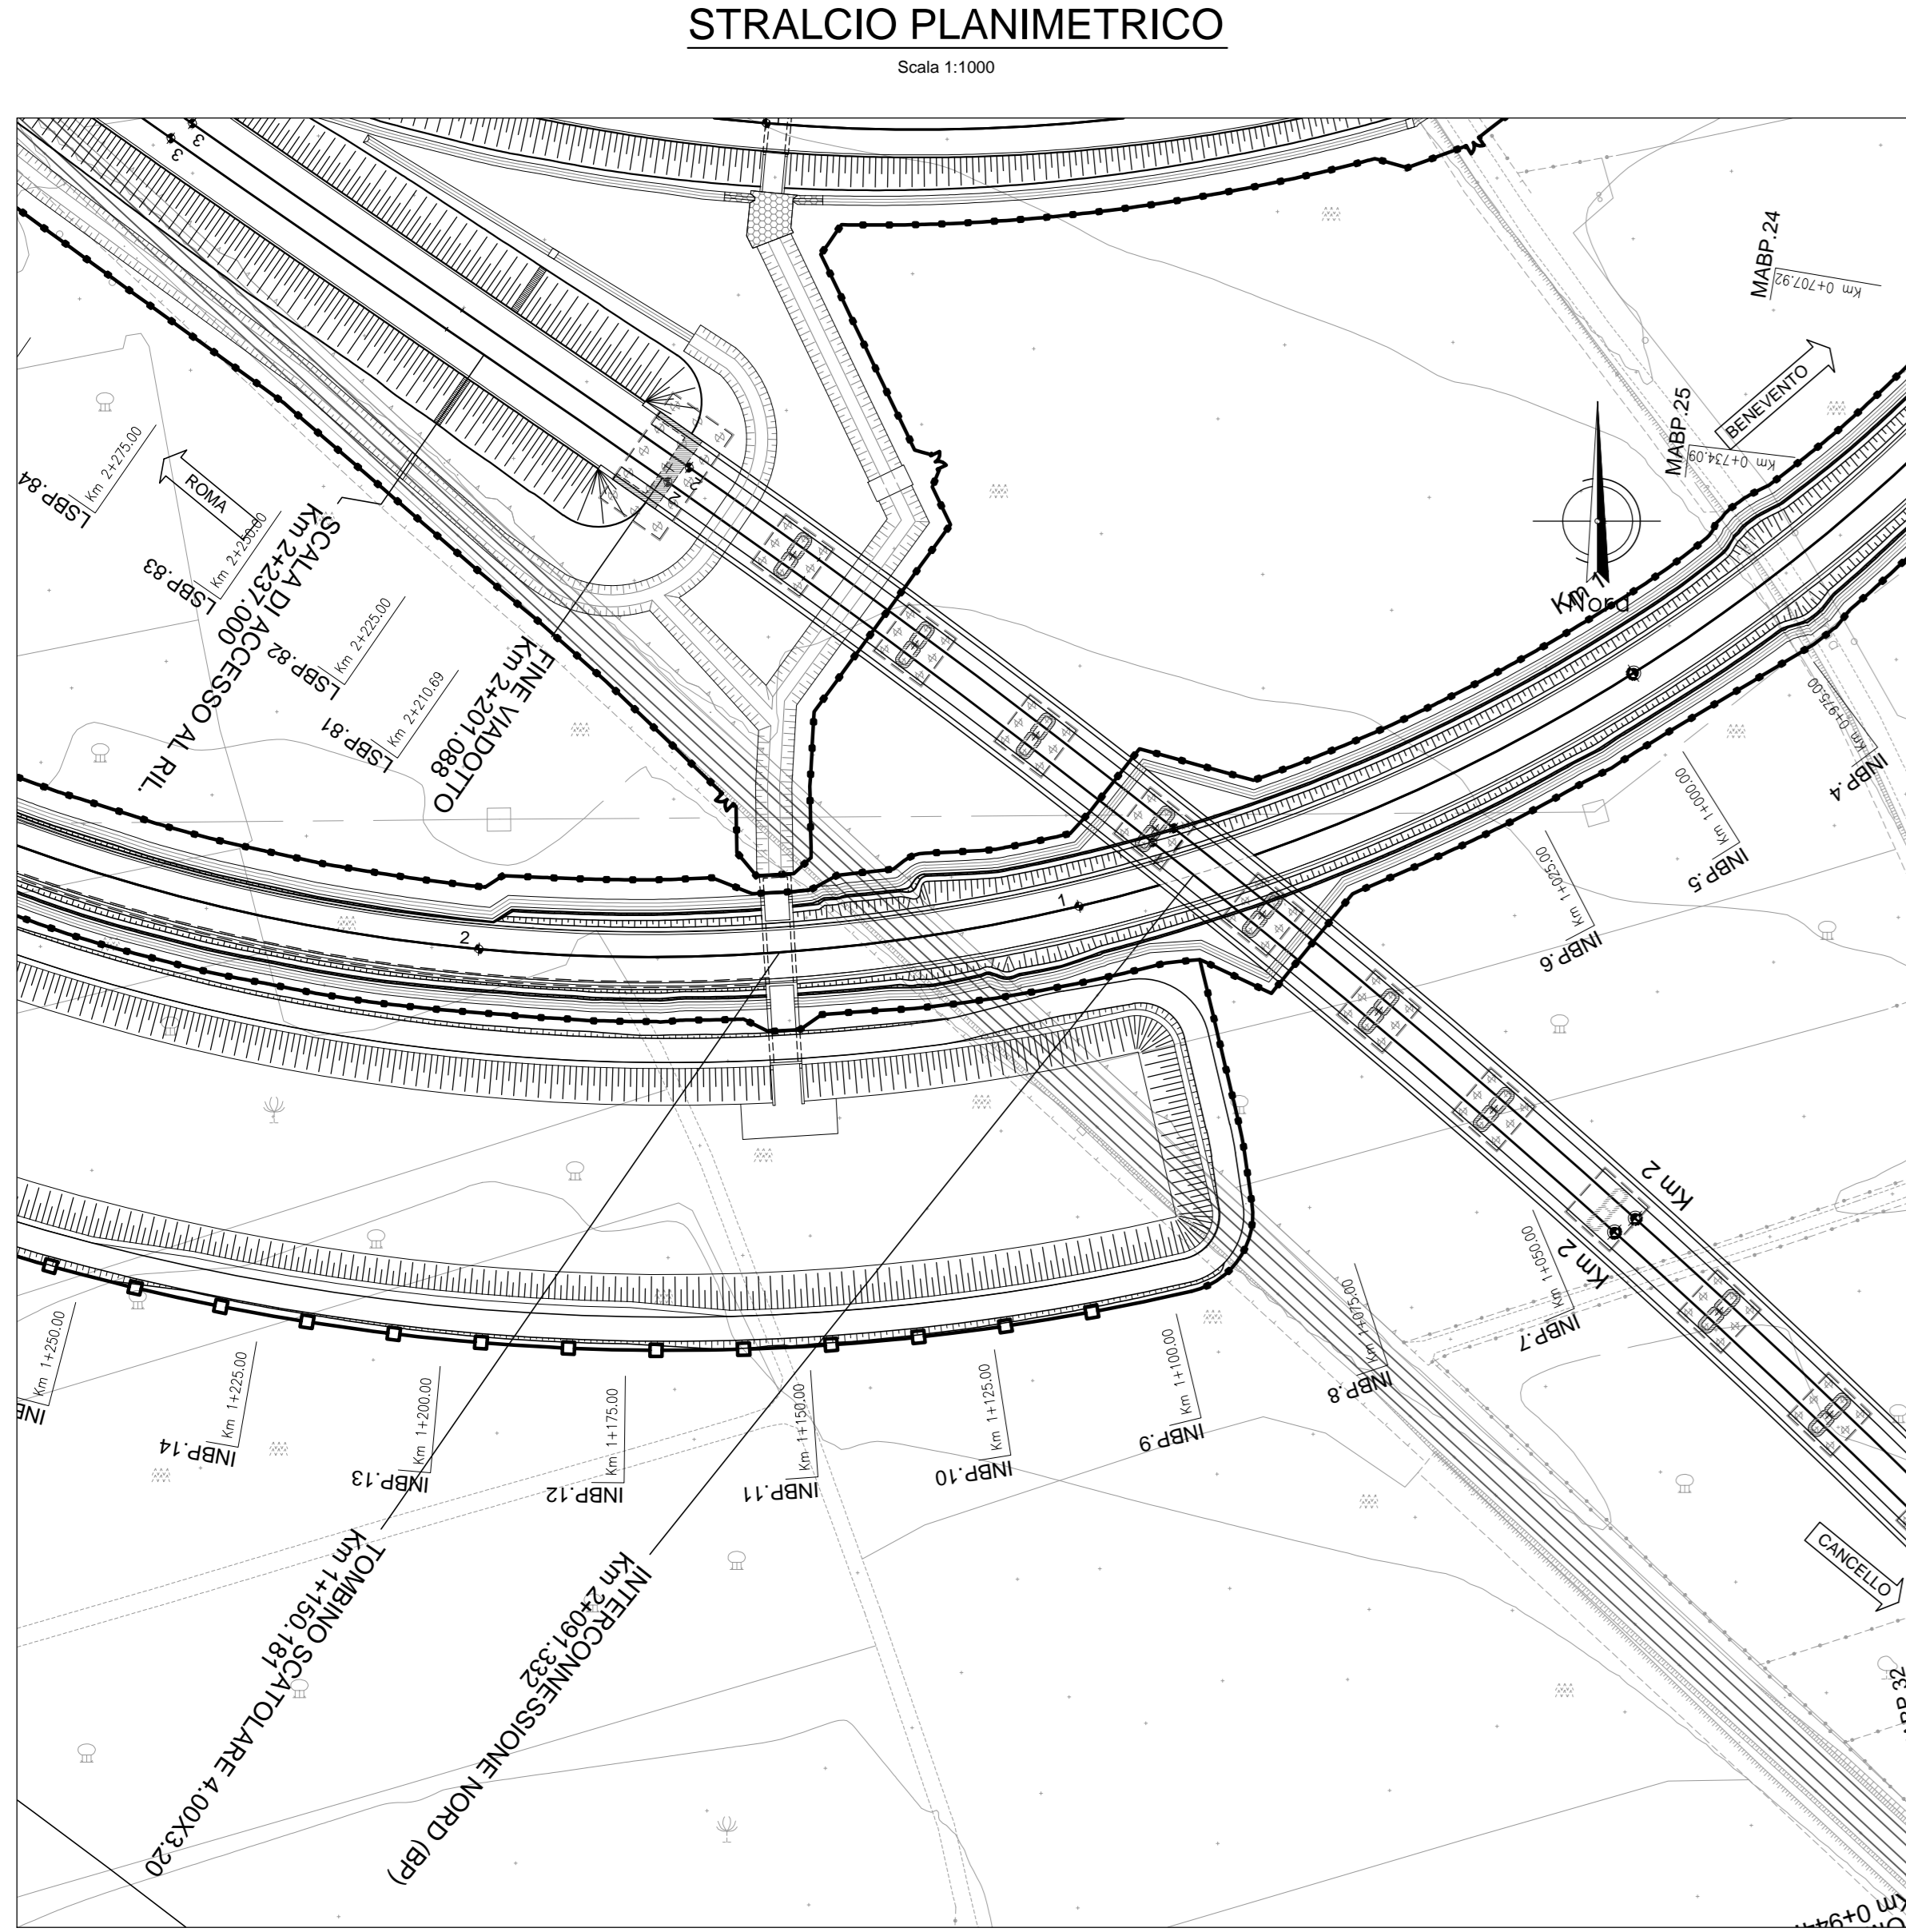 STRALCIO PLANIMETRICO
Scala 1:1000
3
3
MABP.24
Km 0+707.92
BENEVENTO
MABP.25
Km 0+734.09
Km 1
Nord
LSBP.84
Km 2+275.00
ROMA
LSBP.83
Km 2+250.00
SCALA DI ACCESSO AL RIL.
Km 2+237.000
LSBP.82
Km 2+225.00
LSBP.81
Km 2+210.69
FINE VIADOTTO
Km 2+201.088
2
2
INBP.4
Km 0+975.00
INBP.5
Km 1+000.00
INBP.6
Km 1+025.00
1
2
Km 2
Km 2
INBP.7
Km 1+050.00
INBP.8
Km 1+075.00
INBP.9
Km 1+100.00
INBP.10
Km 1+125.00
INBP.11
Km 1+150.00
INBP.12
Km 1+175.00
INBP.13
Km 1+200.00
INBP.14
Km 1+225.00
Km 1+250.00
TOMBINO SCATOLARE 4.00X3.20
Km 1+150.181
INTERCONNESSIONE NORD (BP)
Km 2+091.332
CANCELLO